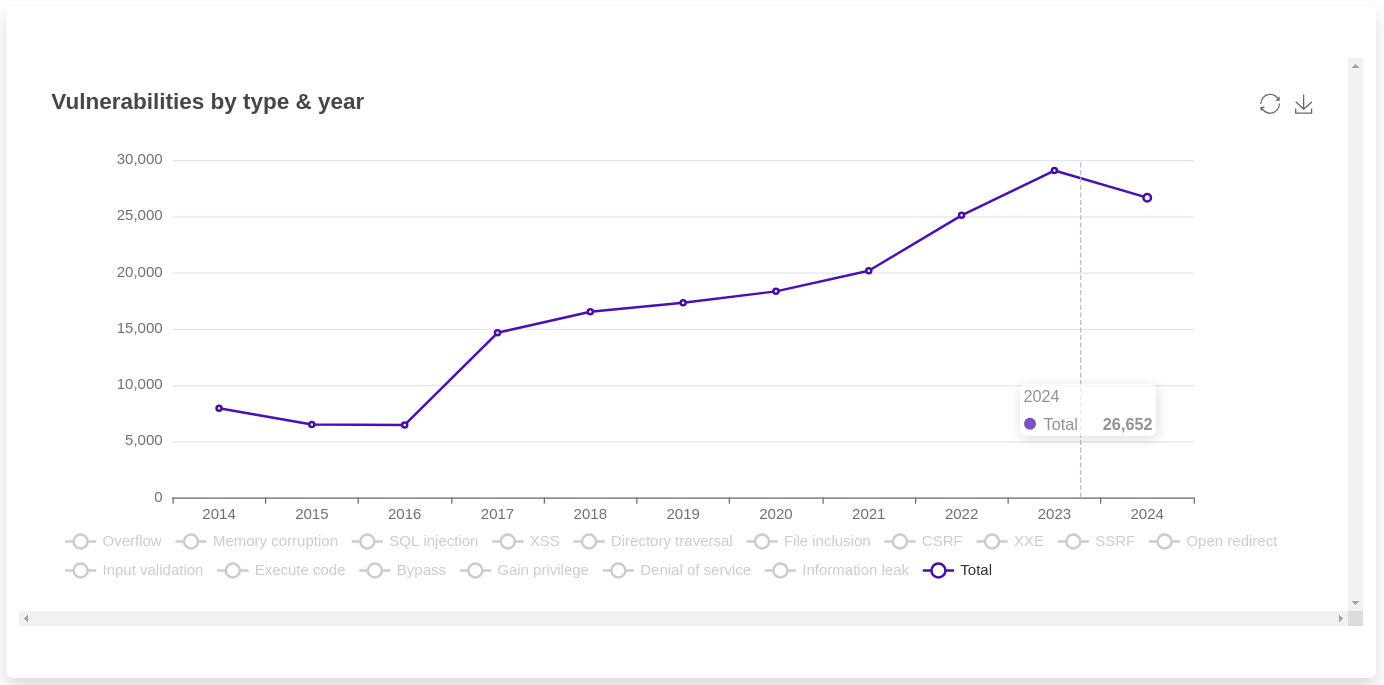 Vulnerabilities by type & year
30,000
25,000
20,000
15,000
10,000
5,000
0
2024
Total 26,652
2014 2015 2016 2017 2018 2019 2020 2021 2022 2023 2024
Overflow Memory corruption SQL injection XSS Directory traversal File inclusion CSRF XXE SSRF Open redirect
Input validation Execute code Bypass Gain privilege Denial of service Information leak Total